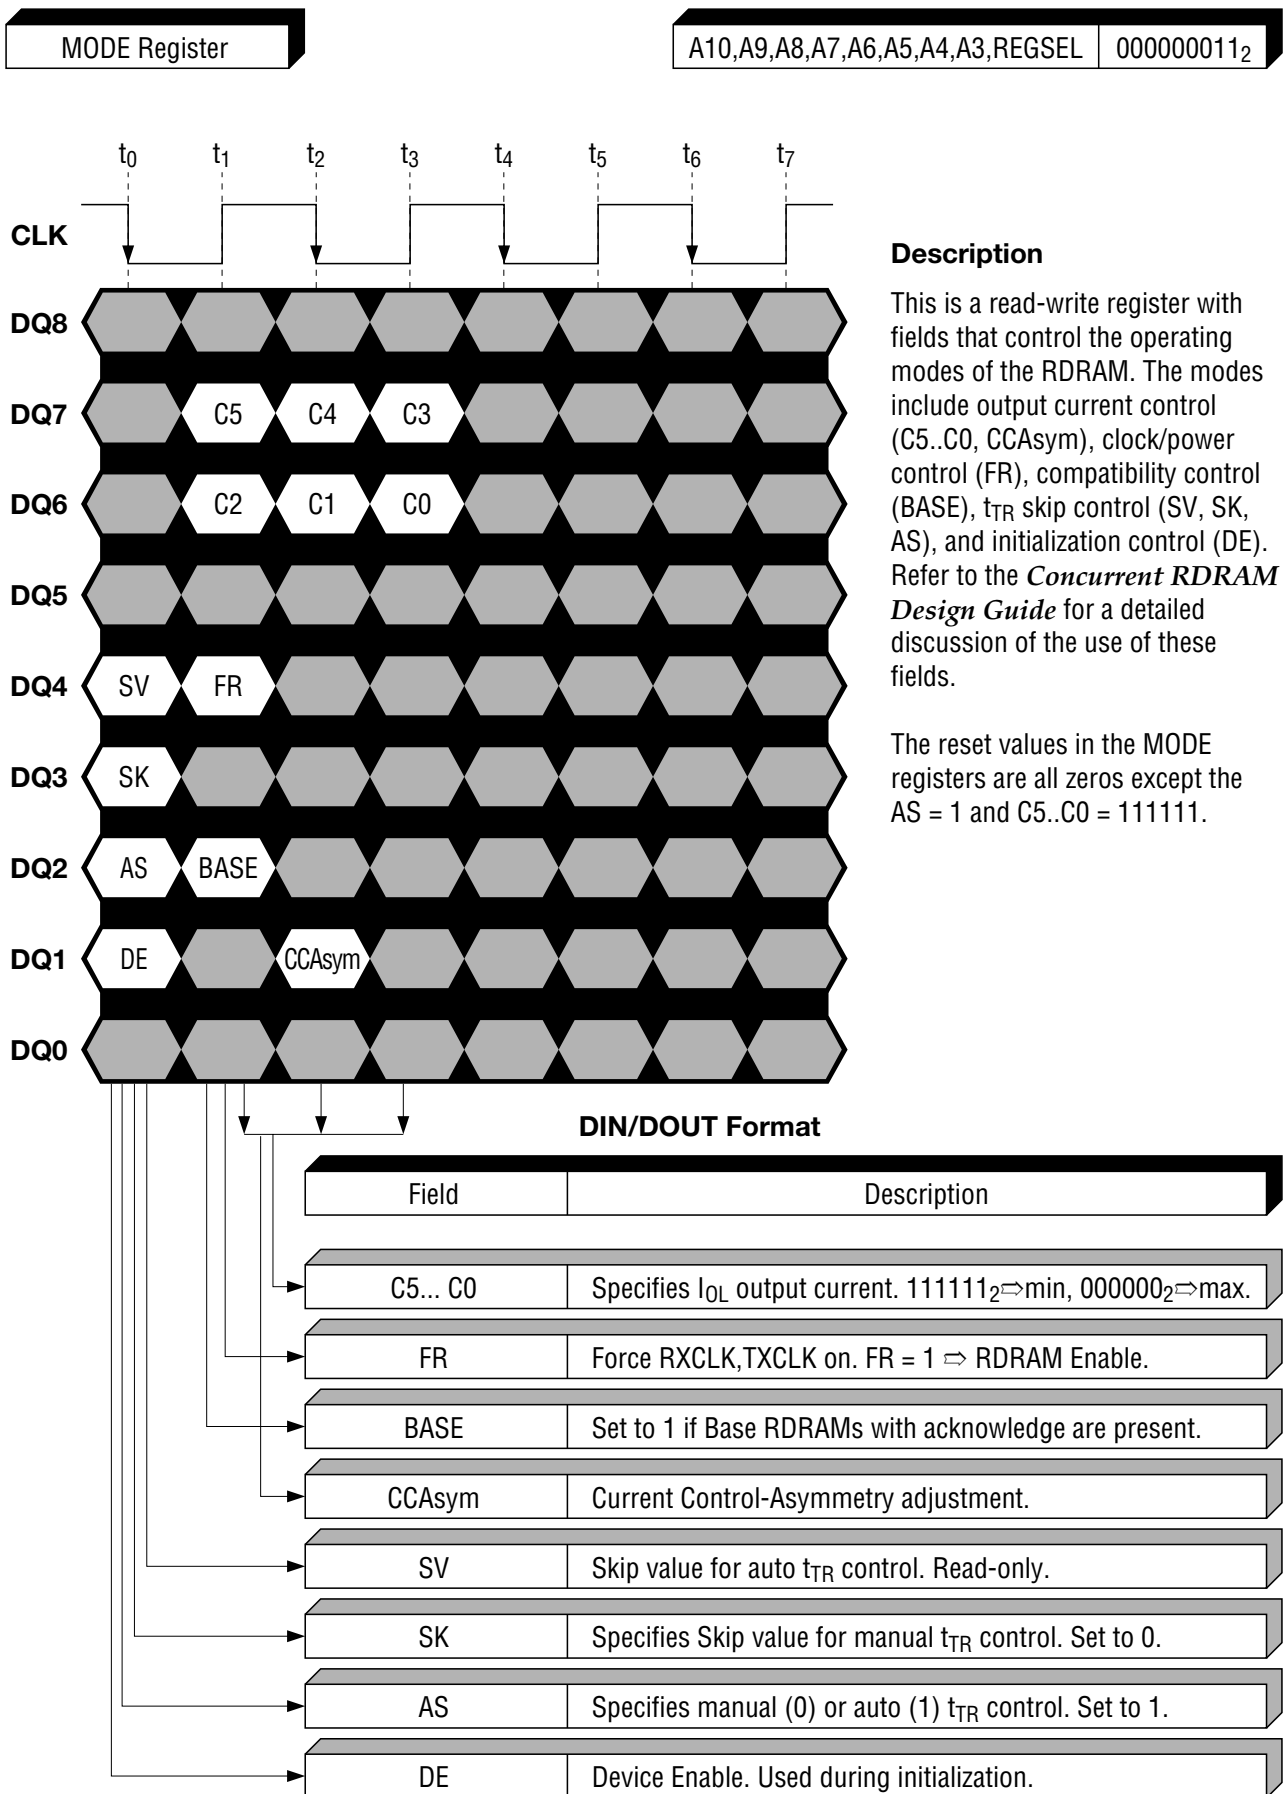 MODE Register
A10,A9,A8,A7,A6,A5,A4,A3,REGSEL 000000011₂
t₀ t₁ t₂ t₃ t₄ t₅ t₆ t₇
CLK
DQ8
DQ7 C5 C4 C3
DQ6 C2 C1 C0
DQ5
DQ4 SV FR
DQ3 SK
DQ2 AS BASE
DQ1 DE CCAsym
DQ0
Description
This is a read-write register with
fields that control the operating
modes of the RDRAM. The modes
include output current control
(C5..C0, CCAsym), clock/power
control (FR), compatibility control
(BASE), tTR skip control (SV, SK,
AS), and initialization control (DE).
Refer to the Concurrent RDRAM
Design Guide for a detailed
discussion of the use of these
fields.
The reset values in the MODE
registers are all zeros except the
AS = 1 and C5..C0 = 111111.
DIN/DOUT Format
Field Description
C5... C0 Specifies IOL output current. 111111₂⇨min, 000000₂⇨max.
FR Force RXCLK,TXCLK on. FR = 1 ⇨ RDRAM Enable.
BASE Set to 1 if Base RDRAMs with acknowledge are present.
CCAsym Current Control-Asymmetry adjustment.
SV Skip value for auto tTR control. Read-only.
SK Specifies Skip value for manual tTR control. Set to 0.
AS Specifies manual (0) or auto (1) tTR control. Set to 1.
DE Device Enable. Used during initialization.